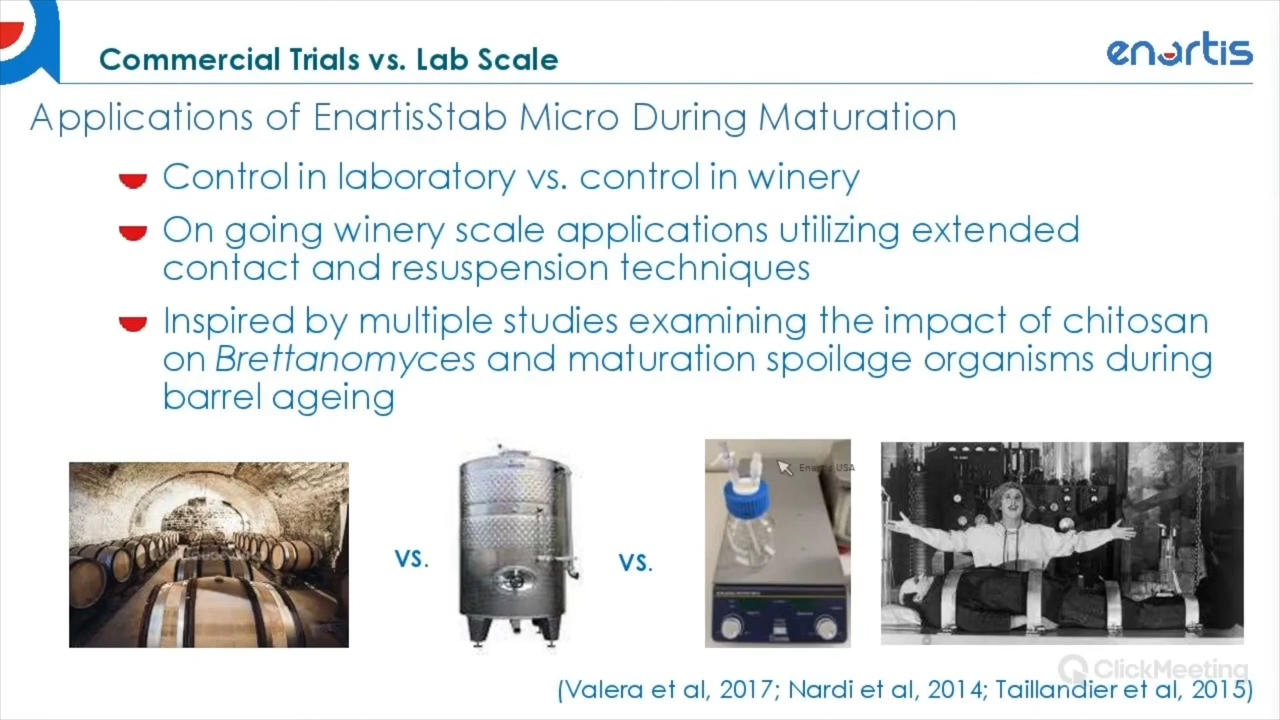 Commercial Trials vs. Lab Scale
enartis
Applications of EnartisStab Micro During Maturation
Control in laboratory vs. control in winery
On going winery scale applications utilizing extended
contact and resuspension techniques
Inspired by multiple studies examining the impact of chitosan
on Brettanomyces and maturation spoilage organisms during
barrel ageing
vs.
vs.
Enartis USA
ClickMeeting
(Valera et al, 2017; Nardi et al, 2014; Taillandier et al, 2015)